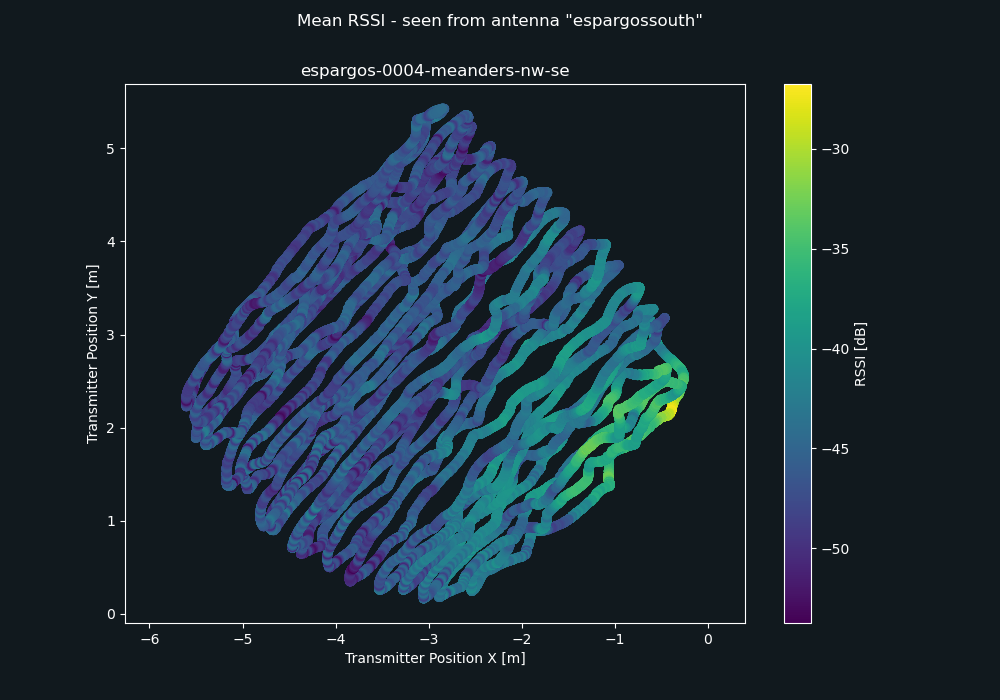 Mean RSSI - seen from antenna "espargossouth"
espargos-0004-meanders-nw-se
5
4
3
2
1
0
Transmitter Position Y [m]
−6 −5 −4 −3 −2 −1 0
Transmitter Position X [m]
−30
−35
−40
−45
−50
RSSI [dB]